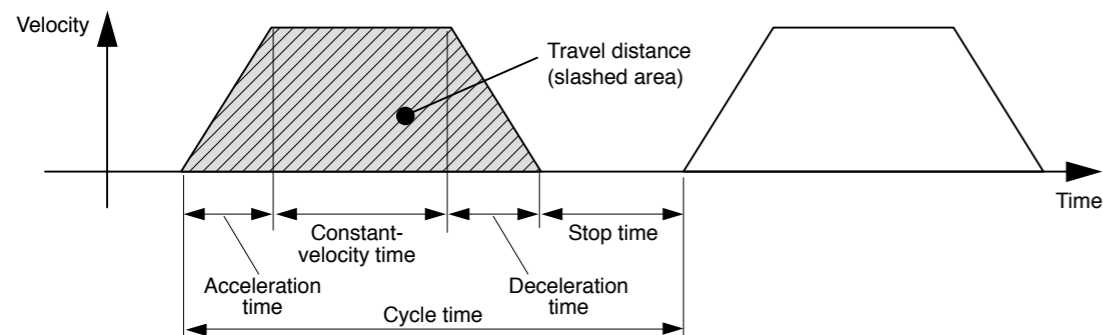 Velocity
Travel distance
(slashed area)
Time
Constant-
velocity time
Stop time
Acceleration
time
Deceleration
time
Cycle time